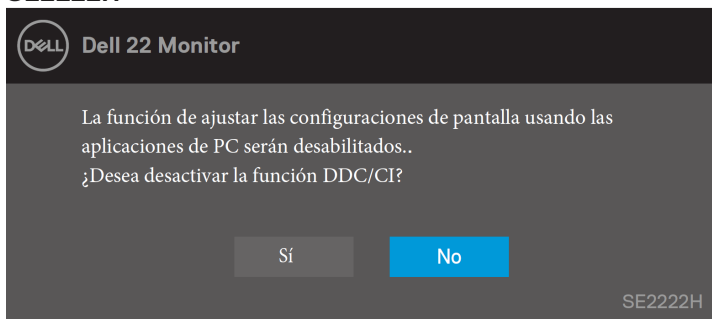 DELL
Dell 22 Monitor
La función de ajustar las configuraciones de pantalla usando las
aplicaciones de PC serán desabilitados..
¿Desea desactivar la función DDC/CI?
Sí
No
SE2222H